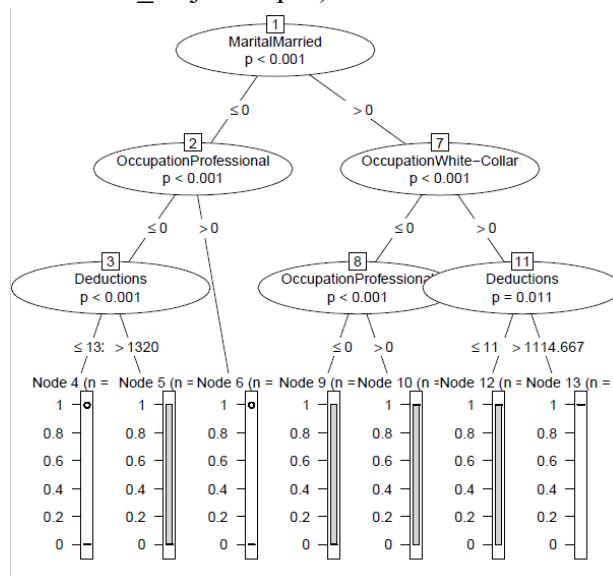 1
MaritalMarried
p < 0.001
≤ 0 > 0
2 7
OccupationProfessional OccupationWhite−Collar
p < 0.001 p < 0.001
≤ 0 > 0 ≤ 0 > 0
3 8 11
Deductions OccupationProfessional Deductions
p < 0.001 p < 0.001 p = 0.011
≤ 132 > 1320 ≤ 0 > 0 ≤ 11 > 1114.667
Node 4 (n = Node 5 (n = Node 6 (n = Node 9 (n = Node 10 (n = Node 12 (n = Node 13 (n =
1 1 1 1 1 1 1
0.8 0.8 0.8 0.8 0.8 0.8 0.8
0.6 0.6 0.6 0.6 0.6 0.6 0.6
0.4 0.4 0.4 0.4 0.4 0.4 0.4
0.2 0.2 0.2 0.2 0.2 0.2 0.2
0 0 0 0 0 0 0